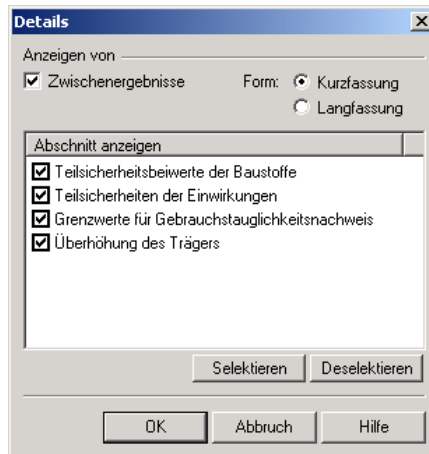 Details
Anzeigen von
Zwischenergebnisse Form: Kurzfassung
Langfassung
Abschnitt anzeigen
Teilsicherheitsbeiwerte der Baustoffe
Teilsicherheiten der Einwirkungen
Grenzwerte für Gebrauchstauglichkeitsnachweis
Überhöhung des Trägers
Selektieren Deselektieren
OK Abbruch Hilfe